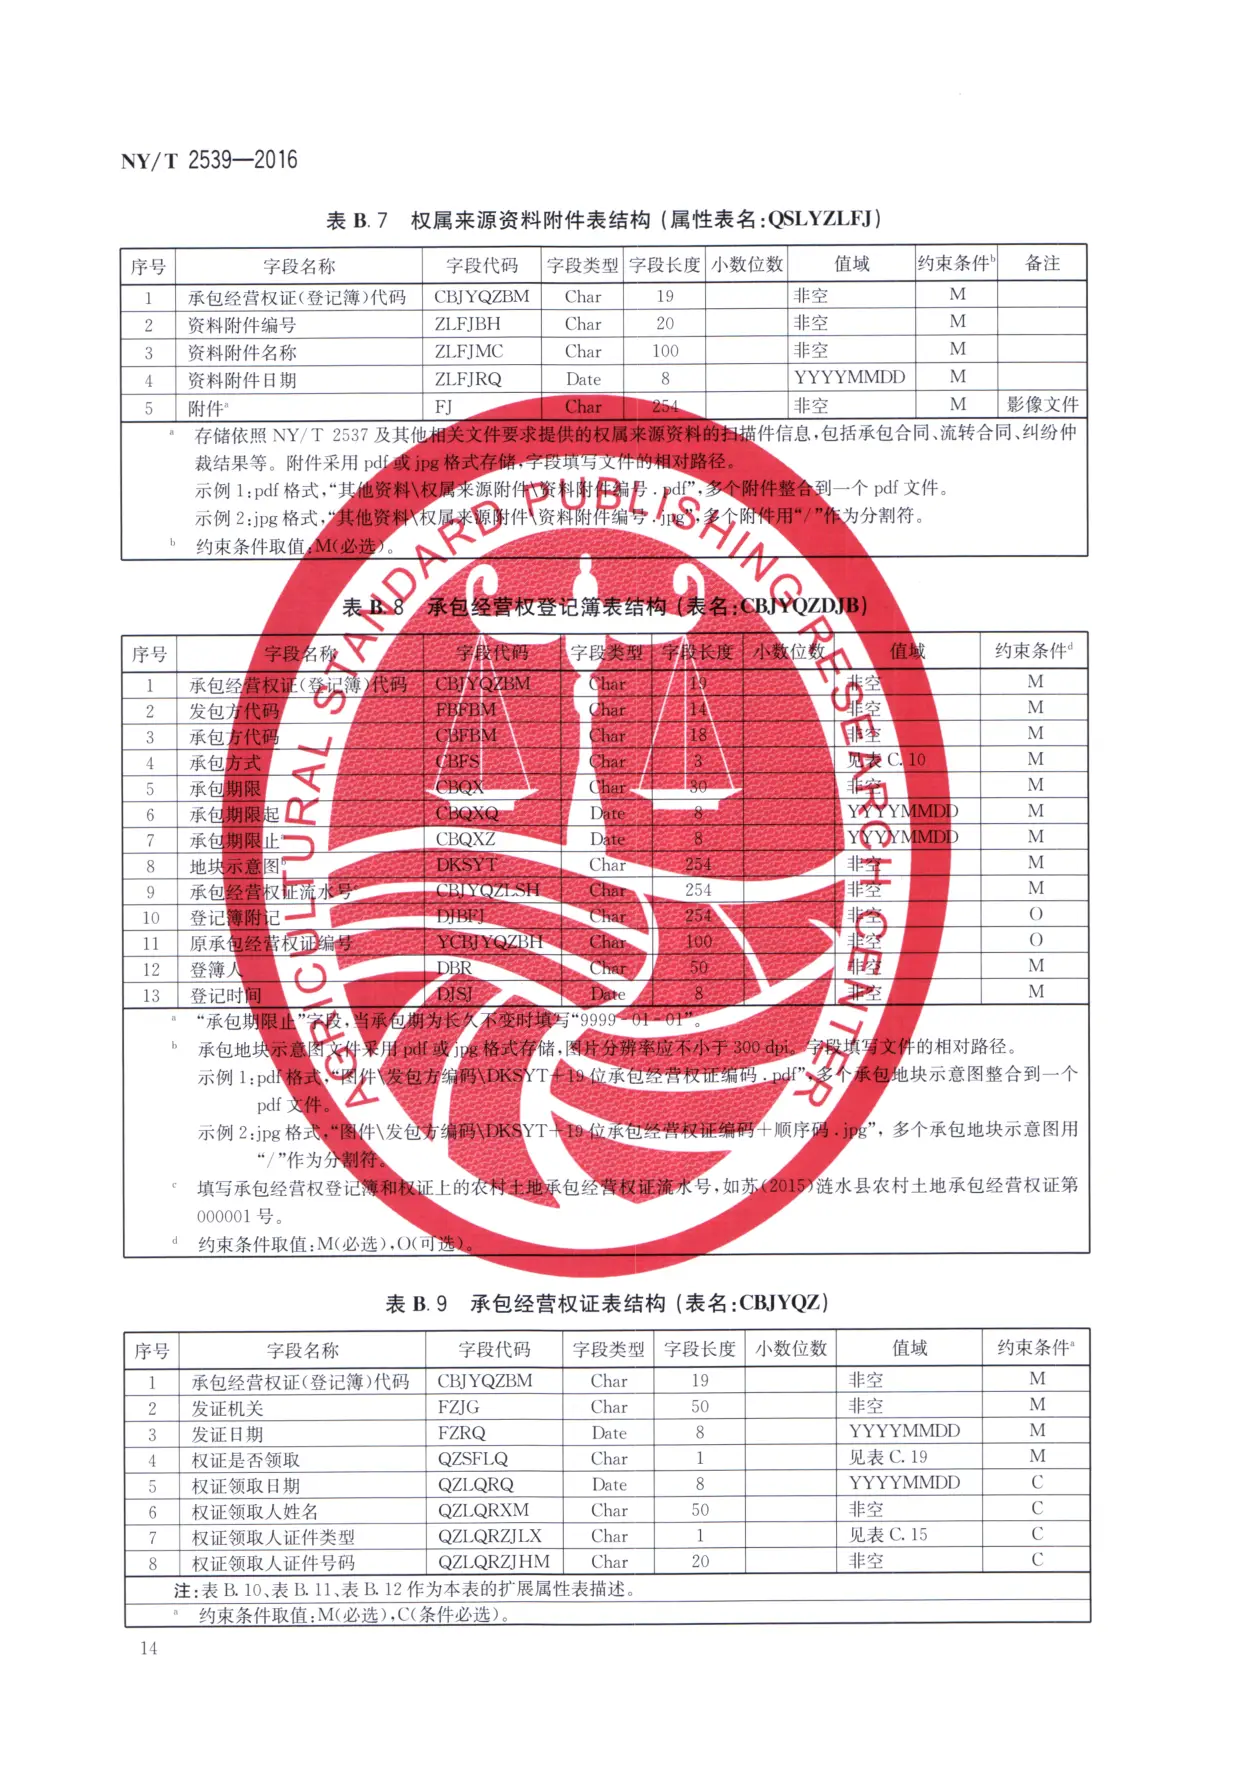 NY/T 2539—2016
表 B. 7 权属来源资料附件表结构（属性表名：QSLYZLFJ）
序号 字段名称 字段代码 字段类型 字段长度 小数位数 值域 约束条件b 备注
1 承包经营权证（登记簿）代码 CBJYQZBM Char 19 非空 M
2 资料附件编号 ZLFJBH Char 20 非空 M
3 资料附件名称 ZLFJMC Char 100 非空 M
4 资料附件日期 ZLFJRQ Date 8 YYYYMMDD M
5 附件a FJ Char 254 非空 M 影像文件
a 存储依照 NY/T 2537 及其他相关文件要求提供的权属来源资料的扫描件信息，包括承包合同、流转合同、纠纷仲
裁结果等。附件采用 pdf 或 jpg 格式存储，字段填写文件的相对路径。
示例 1：pdf 格式，“其他资料\权属来源附件\资料附件编号．pdf”，多个附件整合到一个 pdf 文件。
示例 2：jpg 格式，“其他资料\权属来源附件\资料附件编号．jpg”，多个附件用“/”作为分割符。
b 约束条件取值：M（必选）。
表 B. 8 承包经营权登记簿表结构（表名：CBJYQZDJB）
序号 字段名称 字段代码 字段类型 字段长度 小数位数 值域 约束条件d
1 承包经营权证（登记簿）代码 CBJYQZBM Char 19 非空 M
2 发包方代码 FBFBM Char 14 非空 M
3 承包方代码 CBFBM Char 18 非空 M
4 承包方式 CBFS Char 3 见表 C. 10 M
5 承包期限 CBQX Char 30 非空 M
6 承包期限起 CBQXQ Date 8 YYYYMMDD M
7 承包期限止a CBQXZ Date 8 YYYYMMDD M
8 地块示意图b DKSYT Char 254 非空 M
9 承包经营权证流水号c CBJYQZLSH Char 254 非空 M
10 登记簿附记 DJBFJ Char 254 非空 O
11 原承包经营权证编号 YCBJYQZBH Char 100 非空 O
12 登簿人 DBR Char 50 非空 M
13 登记时间 DJSJ Date 8 非空 M
a “承包期限止”字段，当承包期为长久不变时填写“9999－01－01”。
b 承包地块示意图文件采用 pdf 或 jpg 格式存储，图片分辨率应不小于 300 dpi。字段填写文件的相对路径。
示例 1：pdf 格式，“图件\发包方编码\DKSYT＋19 位承包经营权证编码．pdf”，多个承包地块示意图整合到一个
pdf 文件。
示例 2：jpg 格式，“图件\发包方编码\DKSYT＋19 位承包经营权证编码＋顺序码．jpg”，多个承包地块示意图用
“/”作为分割符。
c 填写承包经营权登记簿和权证上的农村土地承包经营权证流水号，如苏（2015）涟水县农村土地承包经营权证第
000001 号。
d 约束条件取值：M（必选），O（可选）。
AGRICULTURAL STANDARD PUBLISHING RESEARCH CENTER
表 B. 9 承包经营权证表结构（表名：CBJYQZ）
序号 字段名称 字段代码 字段类型 字段长度 小数位数 值域 约束条件a
1 承包经营权证（登记簿）代码 CBJYQZBM Char 19 非空 M
2 发证机关 FZJG Char 50 非空 M
3 发证日期 FZRQ Date 8 YYYYMMDD M
4 权证是否领取 QZSFLQ Char 1 见表 C. 19 M
5 权证领取日期 QZLQRQ Date 8 YYYYMMDD C
6 权证领取人姓名 QZLQRXM Char 50 非空 C
7 权证领取人证件类型 QZLQRZJLX Char 1 见表 C. 15 C
8 权证领取人证件号码 QZLQRZJHM Char 20 非空 C
注：表 B. 10、表 B. 11、表 B. 12 作为本表的扩展属性表描述。
a 约束条件取值：M（必选），C（条件必选）。
14